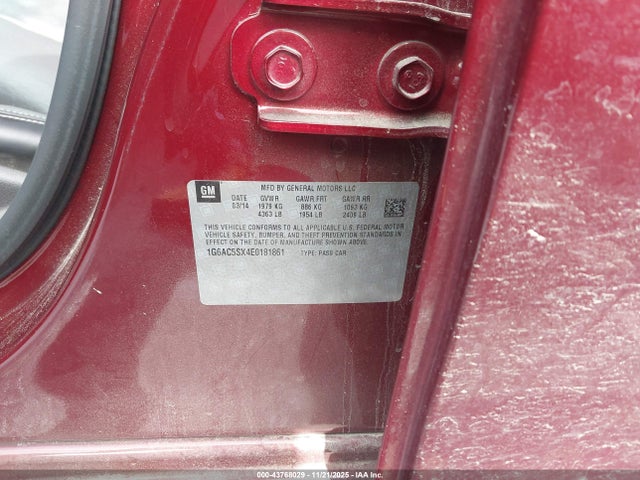 GM
MFD BY GENERAL MOTORS LLC
DATE GVWR GAWR FRT GAWR RR
03/14 1979 KG 886 KG 1093 KG
4363 LB 1954 LB 2409 LB
THIS VEHICLE CONFORMS TO ALL APPLICABLE U.S. FEDERAL MOTOR
VEHICLE SAFETY, BUMPER, AND THEFT PREVENTION STANDARDS
IN EFFECT ON THE DATE OF MANUFACTURE SHOWN ABOVE.
1G6AC5SX4E0181861 TYPE: PASS CAR
000-43768029 - 11/21/2025 - IAA Inc.